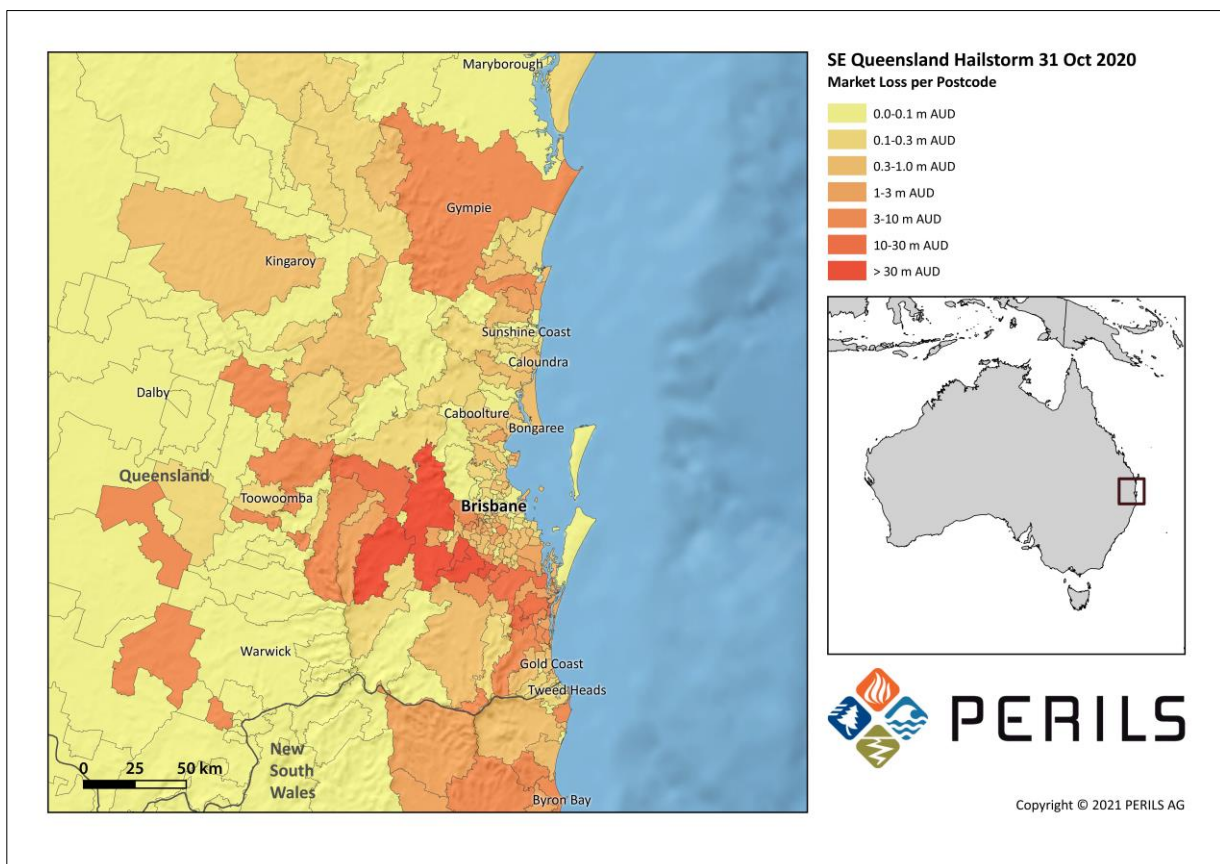 SE Queensland Hailstorm 31 Oct 2020
Market Loss per Postcode
0.0-0.1 m AUD
0.1-0.3 m AUD
0.3-1.0 m AUD
1-3 m AUD
3-10 m AUD
10-30 m AUD
> 30 m AUD
Maryborough
Gympie
Kingaroy
Sunshine Coast
Caloundra
Dalby
Caboolture
Bongaree
Queensland
Toowoomba
Brisbane
Warwick
Gold Coast
Tweed Heads
New
South
Wales
Byron Bay
0 25 50 km
PERILS
Copyright © 2021 PERILS AG